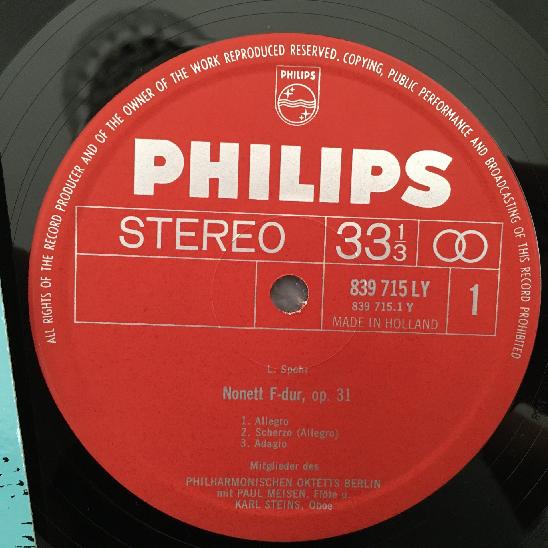 ALL RIGHTS OF THE RECORD PRODUCER AND OF THE OWNER OF THE WORK REPRODUCED RESERVED. COPYING, PUBLIC PERFORMANCE AND BROADCASTING OF THIS RECORD PROHIBITED
PHILIPS
PHILIPS
STEREO 33 1/3
839 715 LY 1
839 715.1 Y
MADE IN HOLLAND
L. Spohr
Nonett F-dur, op. 31
1. Allegro
2. Scherzo (Allegro)
3. Adagio
Mitglieder des
PHILHARMONISCHEN OKTETTS BERLIN
mit PAUL MEISEN, Flöte u.
KARL STEINS, Oboe